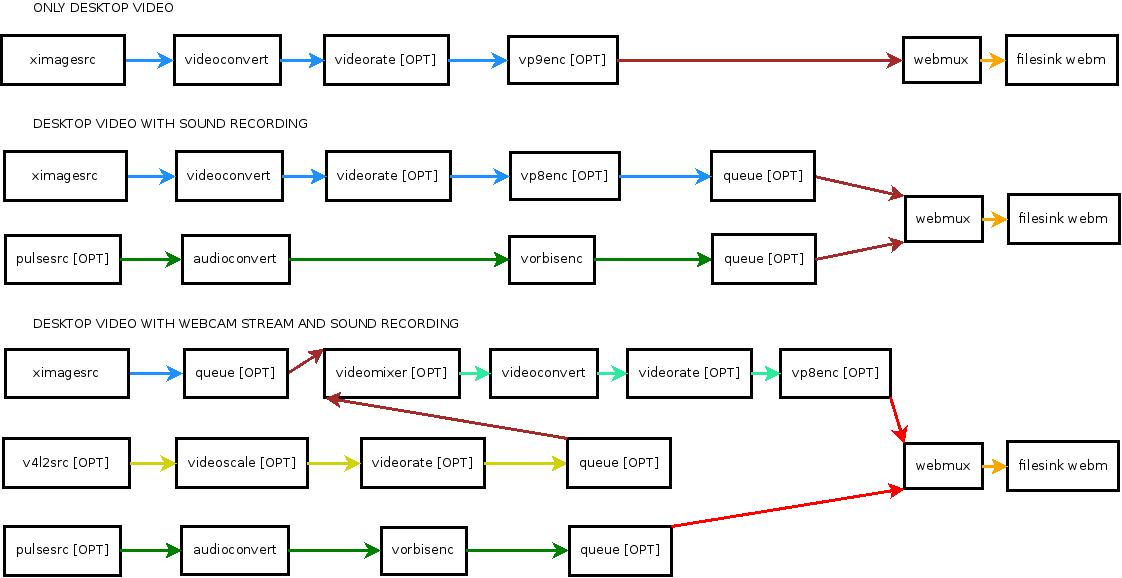 ONLY DESKTOP VIDEO
ximagesrc
videoconvert
videorate [OPT]
vp9enc [OPT]
webmux
filesink webm
DESKTOP VIDEO WITH SOUND RECORDING
ximagesrc
videoconvert
videorate [OPT]
vp8enc [OPT]
queue [OPT]
webmux
filesink webm
pulsesrc [OPT]
audioconvert
vorbisenc
queue [OPT]
DESKTOP VIDEO WITH WEBCAM STREAM AND SOUND RECORDING
ximagesrc
queue [OPT]
videomixer [OPT]
videoconvert
videorate [OPT]
vp8enc [OPT]
v4l2src [OPT]
videoscale [OPT]
videorate [OPT]
queue [OPT]
webmux
filesink webm
pulsesrc [OPT]
audioconvert
vorbisenc
queue [OPT]